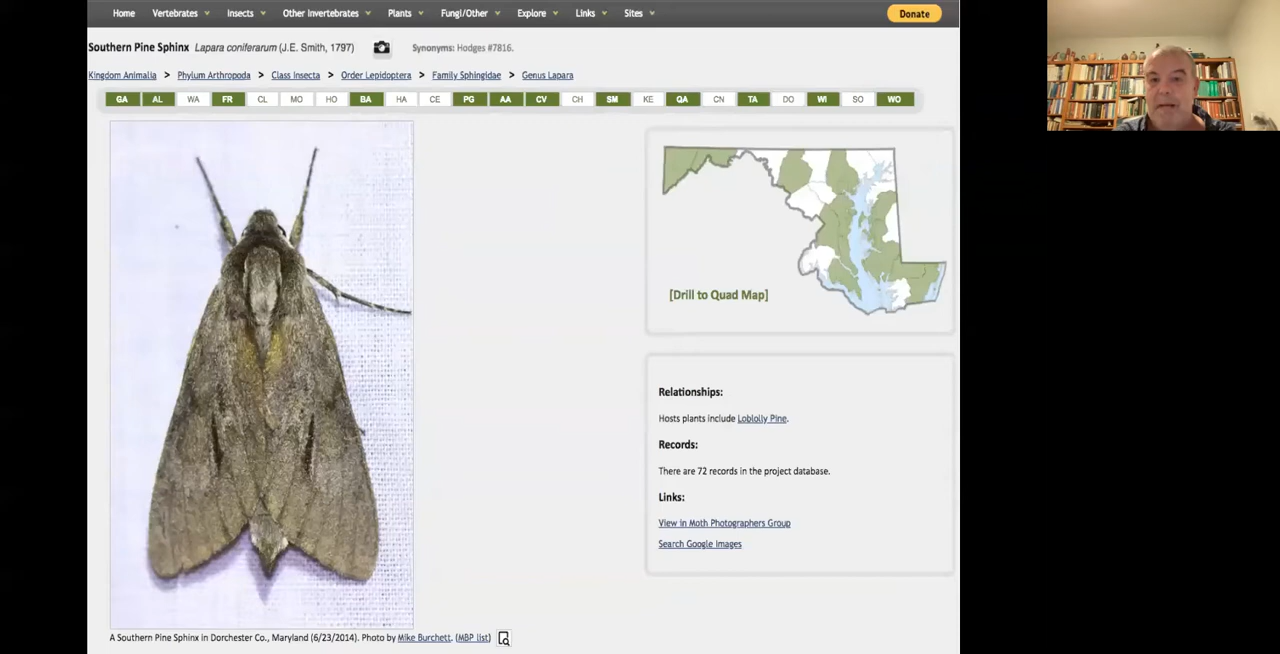 Home Vertebrates Insects Other Invertebrates Plants Fungi/Other Explore Links Sites Donate
Southern Pine Sphinx Lapara coniferarum (J.E. Smith, 1797) Synonyms: Hodges #7816.
Kingdom Animalia > Phylum Arthropoda > Class Insecta > Order Lepidoptera > Family Sphingidae > Genus Lapara
GA AL WA FR CL MO HO BA HA CE PG AA CV CH SM KE QA CN TA DO WI SO WO
[Drill to Quad Map]
Relationships:
Hosts plants include Loblolly Pine.
Records:
There are 72 records in the project database.
Links:
View in Moth Photographers Group
Search Google Images
A Southern Pine Sphinx in Dorchester Co., Maryland (6/23/2014). Photo by Mike Burchett. (MBP list)